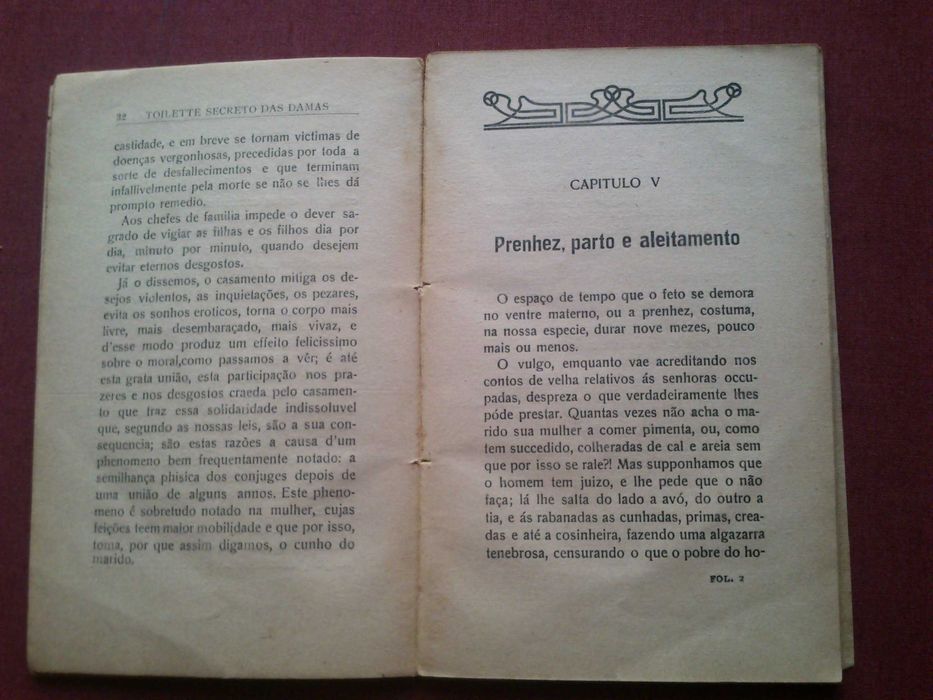 32 TOILETTE SECRETO DAS DAMAS
castidade, e em breve se tornam victimas de
doenças vergonhosas, precedidas por toda a
sorte de desfallecimentos e que terminam
infallivelmente pela morte se não se lhes dá
prompto remedio.
Aos chefes de familia impede o dever sa-
grado de vigiar as filhas e os filhos dia por
dia, minuto por minuto, quando desejem
evitar eternos desgostos.
Já o dissemos, o casamento mitiga os de-
sejos violentos, as inquietações, os pezares,
evita os sonhos eroticos, torna o corpo mais
livre, mais desembaraçado, mais vivaz, e
d'esse modo produz um effeito felicissimo
sobre o moral,como passamos a vêr; é até
esta grata união, esta participação nos pra-
zeres e nos desgostos craeda pelo casamen-
to que traz essa solidaridade indissoluvel
que, segundo as nossas leis, são a sua con-
sequencia; são estas razões a causa d'um
phenomeno bem frequentemente notado: a
semilhança phisica dos conjuges depois de
uma união de alguns annos. Este pheno-
meno é sobretudo notado na mulher, cujas
feições teem maior mobilidade e que por isso,
toma, por que assim digamos, o cunho do
marido.
CAPITULO V
Prenhez, parto e aleitamento
O espaço de tempo que o feto se demora
no ventre materno, ou a prenhez, costuma,
na nossa especie, durar nove mezes, pouco
mais ou menos.
O vulgo, emquanto vae acreditando nos
contos de velha relativos ás senhoras occu-
padas, despreza o que verdadeiramente lhes
póde prestar. Quantas vezes não acha o ma-
rido sua mulher a comer pimenta, ou, como
tem succedido, colheradas de cal e areia sem
que por isso se rale?! Mas supponhamos que
o homem tem juizo, e lhe pede que o não
faça; lá lhe salta do lado a avó, do outro a
tia, e ás rabanadas as cunhadas, primas, crea-
das e até a cosinheira, fazendo uma algazarra
tenebrosa, censurando o que o pobre do ho-
FOL. 2